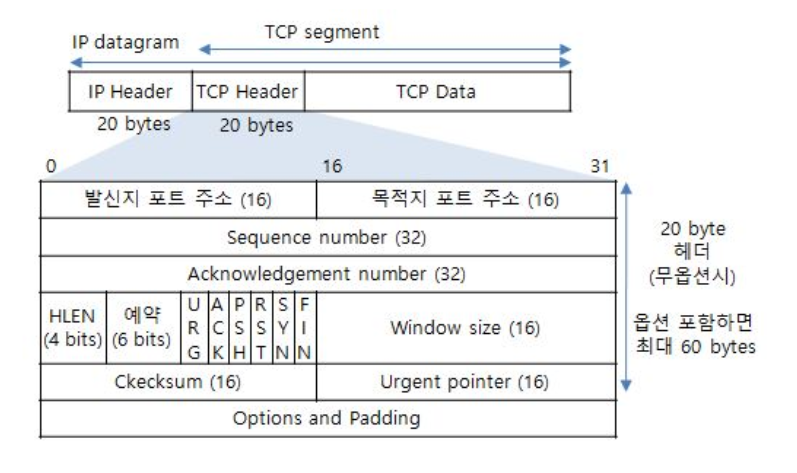 TCP segment
IP datagram
IP Header TCP Header TCP Data
20 bytes 20 bytes
0 16 31
발신지 포트 주소 (16) 목적지 포트 주소 (16)
Sequence number (32)
Acknowledgement number (32)
HLEN (4 bits)
예약 (6 bits)
URG
ACK
PSH
RST
SYN
FIN
Window size (16)
Ckecksum (16) Urgent pointer (16)
Options and Padding
20 byte
헤더
(무옵션시)
옵션 포함하면
최대 60 bytes